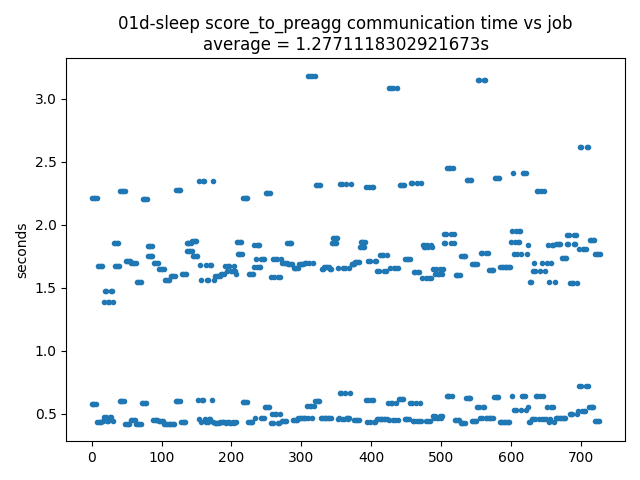 01d-sleep score_to_preagg communication time vs job
average = 1.2771118302921673s
3.0
2.5
2.0
seconds
1.5
1.0
0.5
0 100 200 300 400 500 600 700